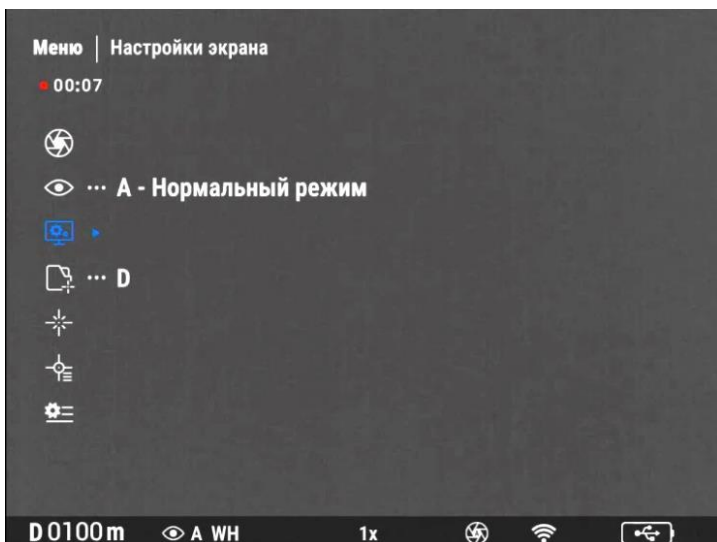 Меню | Настройки экрана
00:07
... A - Нормальный режим
... D
D0100m A WH 1x